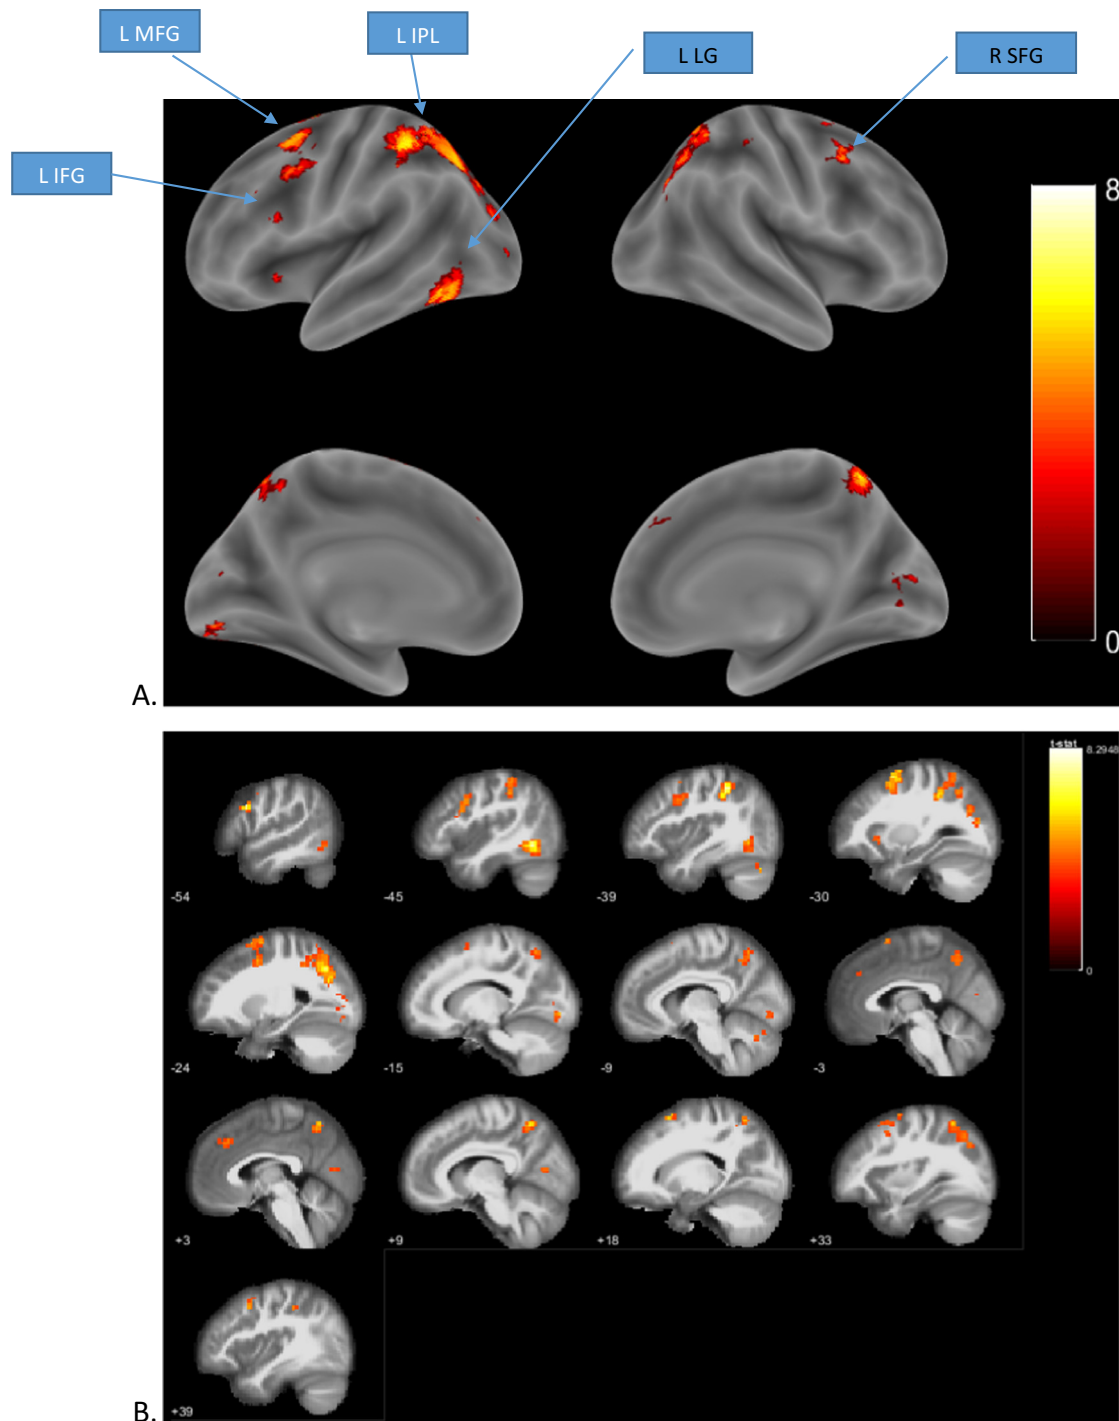 L MFG
L IPL
L LG
R SFG
L IFG
8
0
A.
t-stat
8.2948
0
-54
-45
-39
-30
-24
-15
-9
-3
+3
+9
+18
+33
+39
B.